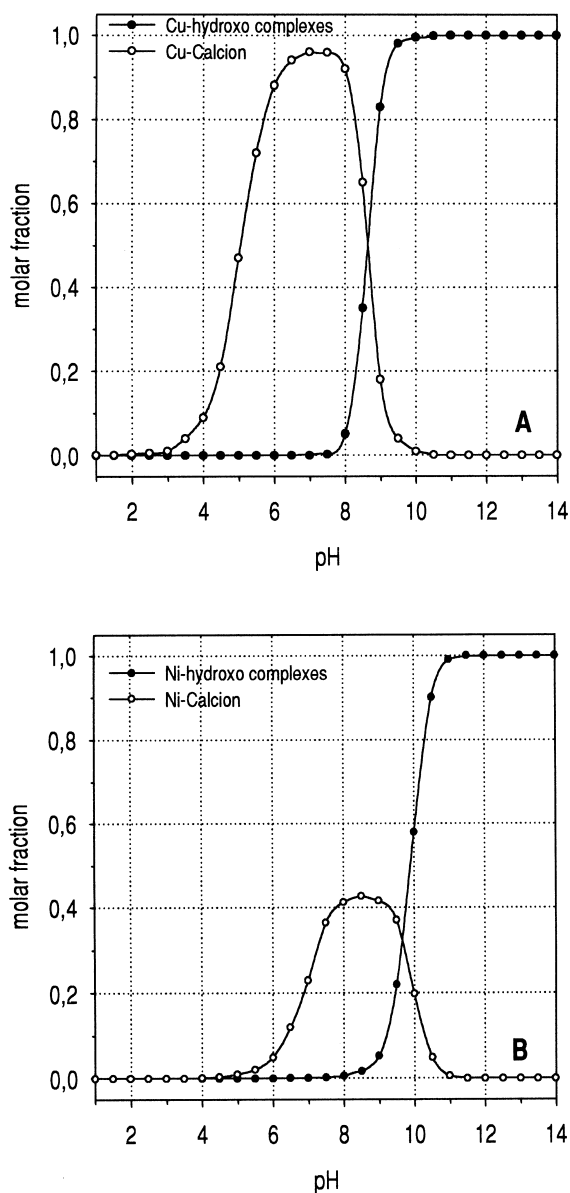 Cu-hydroxo complexes
Cu-Calcion
1,0
0,8
0,6
0,4
0,2
0,0
molar fraction
A
2 4 6 8 10 12 14
pH
Ni-hydroxo complexes
Ni-Calcion
1,0
0,8
0,6
0,4
0,2
0,0
molar fraction
B
2 4 6 8 10 12 14
pH